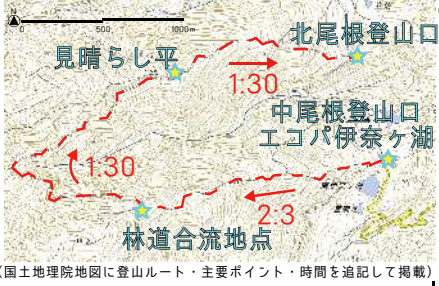 N
0 500 1000m
北尾根登山口
見晴らし平
1:30
中尾根登山口
エコパ伊奈ヶ湖
1:30
2:3
林道合流地点
(国土地理院地図に登山ルート・主要ポイント・時間を追記して掲載)